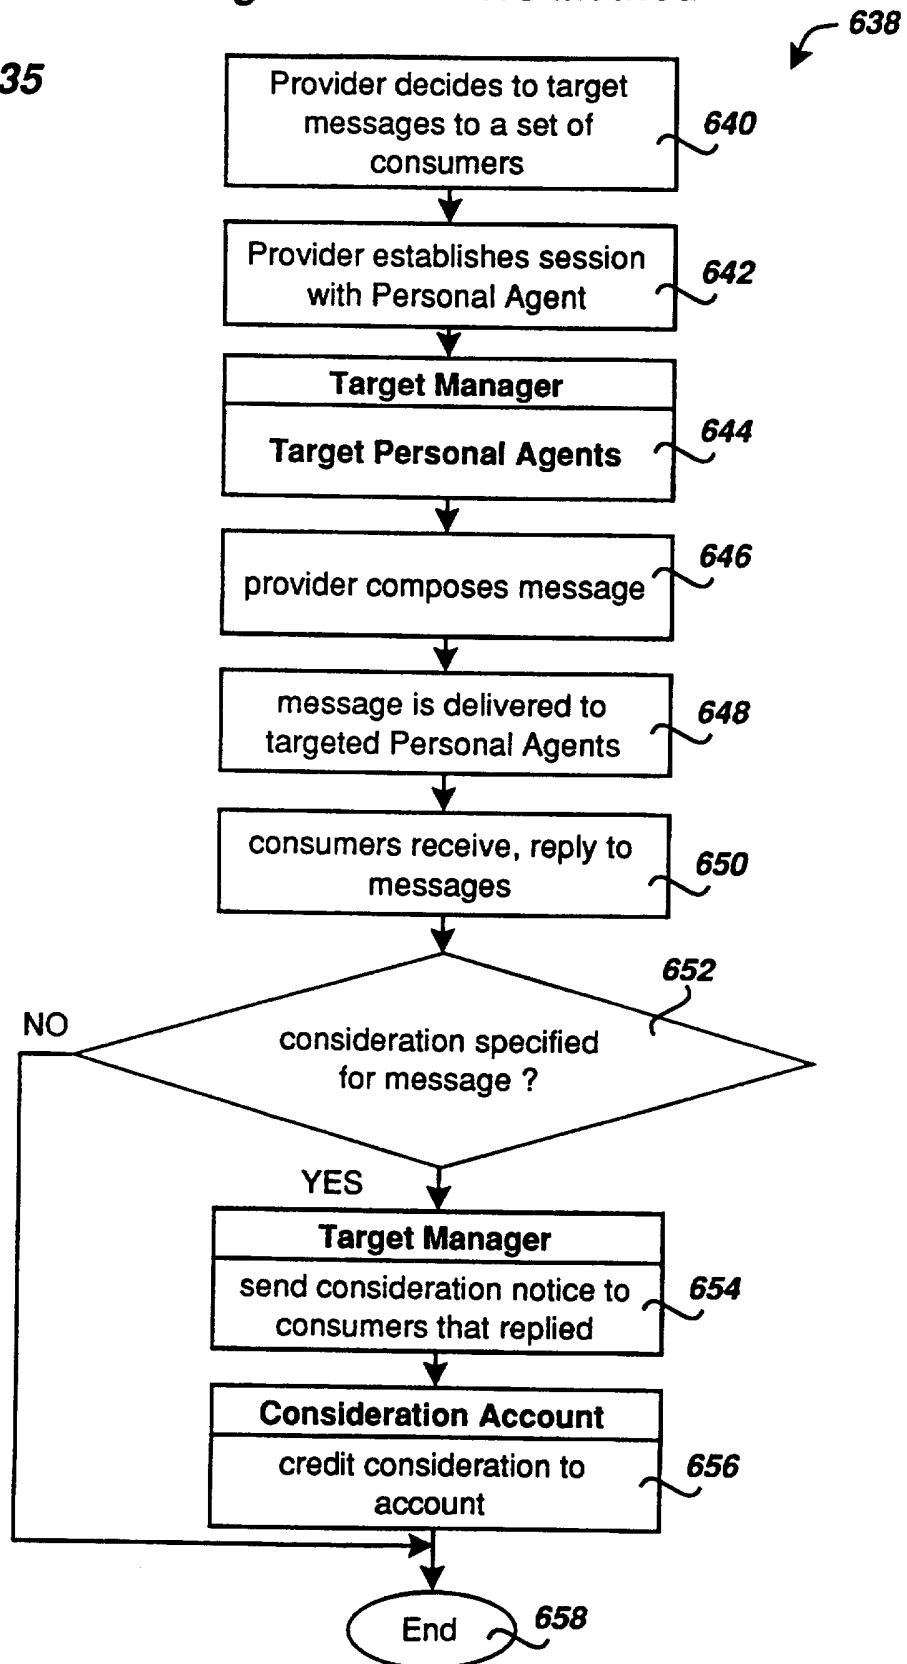 638
35
Provider decides to target
messages to a set of
consumers
640
Provider establishes session
with Personal Agent
642
Target Manager
Target Personal Agents
644
provider composes message
646
message is delivered to
targeted Personal Agents
648
consumers receive, reply to
messages
650
652
NO
consideration specified
for message ?
YES
Target Manager
send consideration notice to
consumers that replied
654
Consideration Account
credit consideration to
account
656
End
658